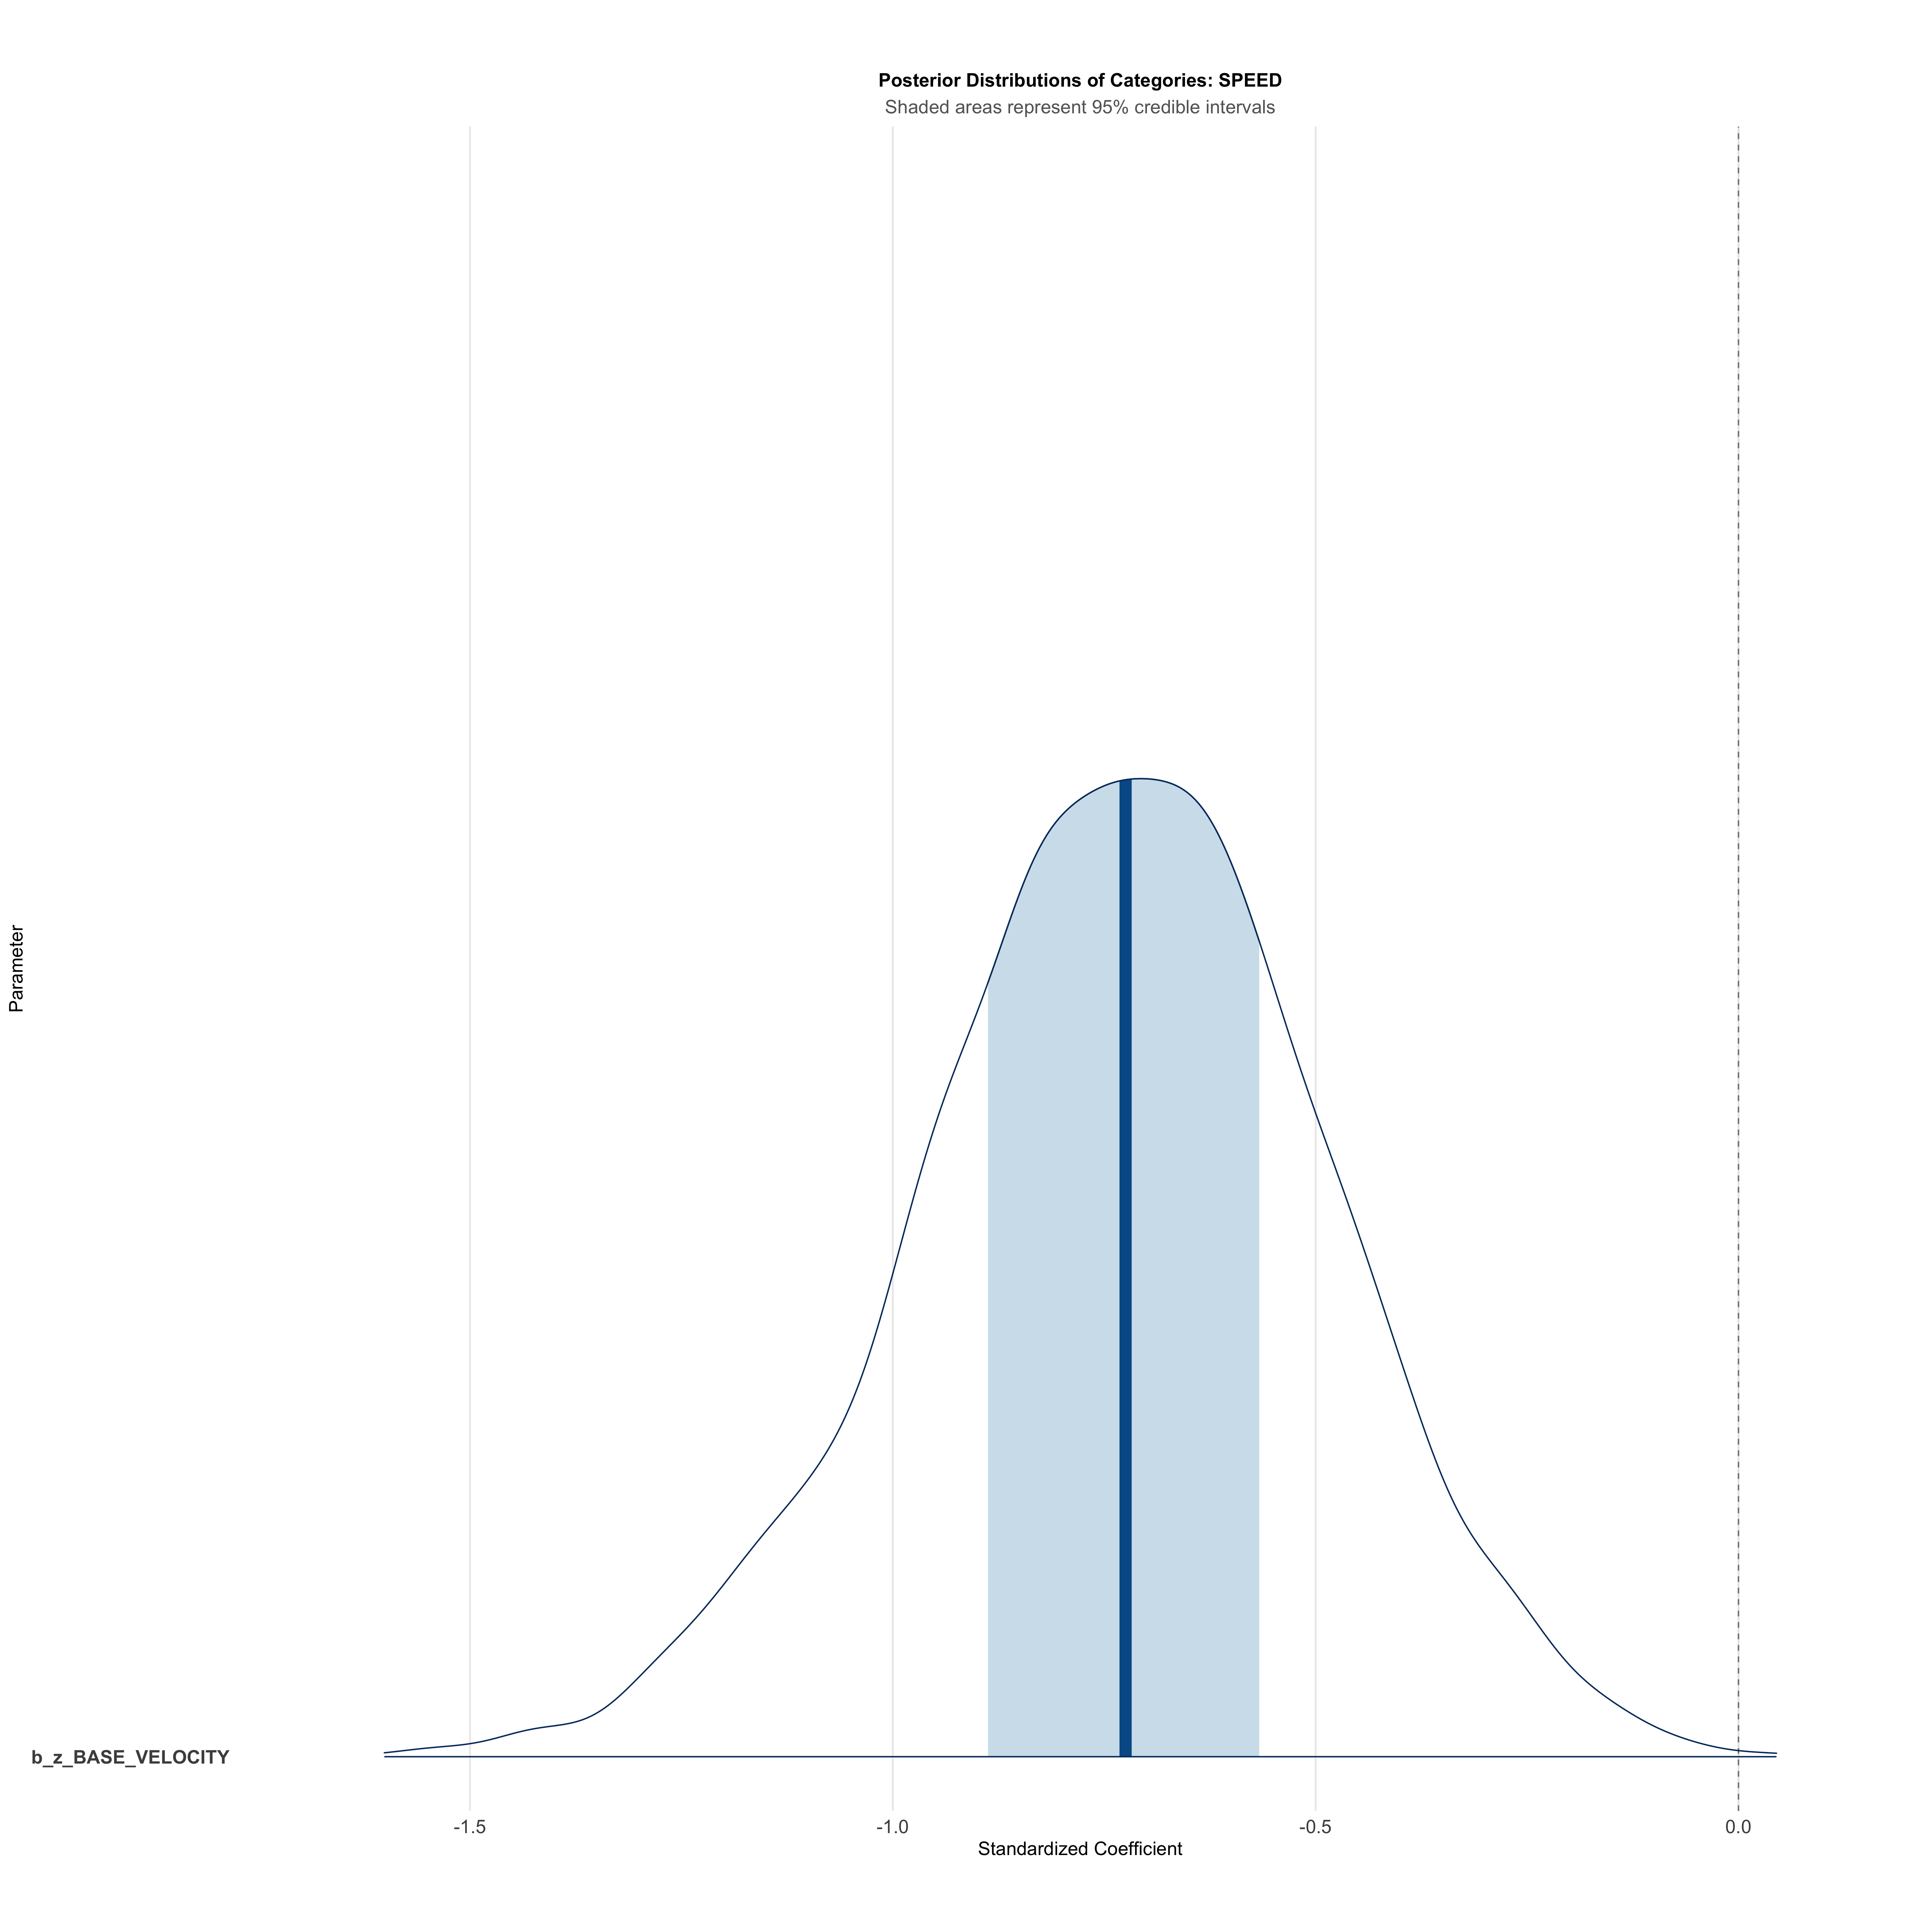 Posterior Distributions of Categories: SPEED
Shaded areas represent 95% credible intervals
Parameter
b_z_BASE_VELOCITY
-1.5
-1.0
-0.5
0.0
Standardized Coefficient